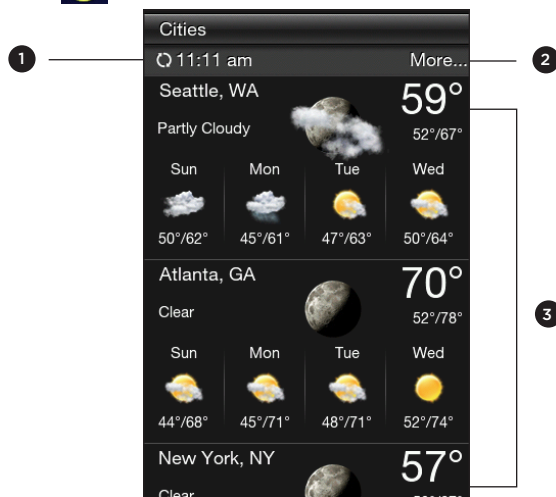 Cities
1
11:11 am More...
2
Seattle, WA 59°
Partly Cloudy 52°/67°
Sun Mon Tue Wed
50°/62° 45°/61° 47°/63° 50°/64°
Atlanta, GA 70°
Clear 52°/78°
3
Sun Mon Tue Wed
44°/68° 45°/71° 48°/71° 52°/74°
New York, NY 57°
Clear